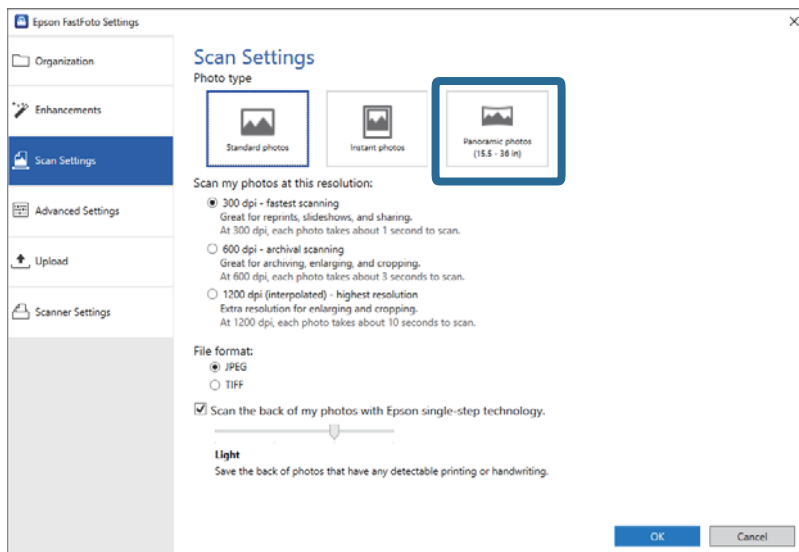 Epson FastFoto Settings
Organization
Enhancements
Scan Settings
Advanced Settings
Upload
Scanner Settings
Scan Settings
Photo type
Standard photos
Instant photos
Panoramic photos
(15.5 - 36 in)
Scan my photos at this resolution:
300 dpi - fastest scanning
Great for reprints, slideshows, and sharing.
At 300 dpi, each photo takes about 1 second to scan.
600 dpi - archival scanning
Great for archiving, enlarging, and cropping.
At 600 dpi, each photo takes about 3 seconds to scan.
1200 dpi (interpolated) - highest resolution
Extra resolution for enlarging and cropping.
At 1200 dpi, each photo takes about 10 seconds to scan.
File format:
JPEG
TIFF
Scan the back of my photos with Epson single-step technology.
Light
Save the back of photos that have any detectable printing or handwriting.
OK
Cancel